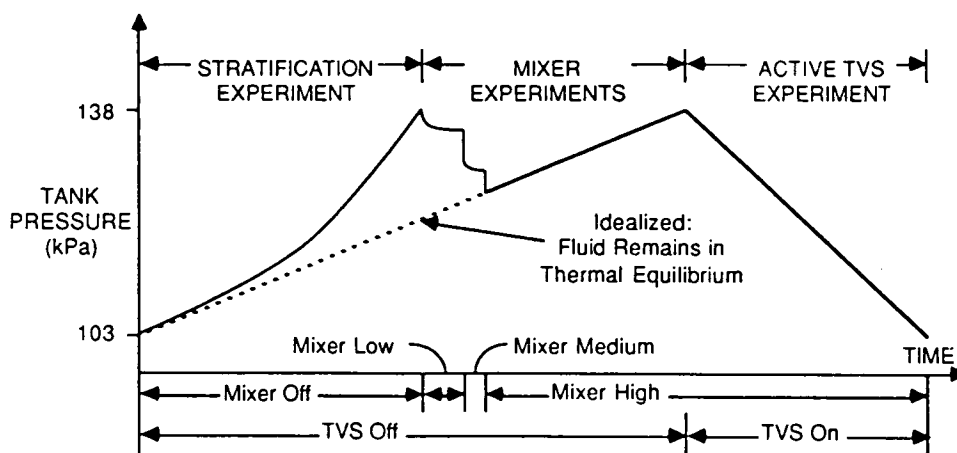 STRATIFICATION
EXPERIMENT
MIXER
EXPERIMENTS
ACTIVE TVS
EXPERIMENT
138
TANK
PRESSURE
(kPa)
Idealized:
Fluid Remains in
Thermal Equilibrium
103
TIME
Mixer Low
Mixer Medium
Mixer Off
Mixer High
TVS Off
TVS On